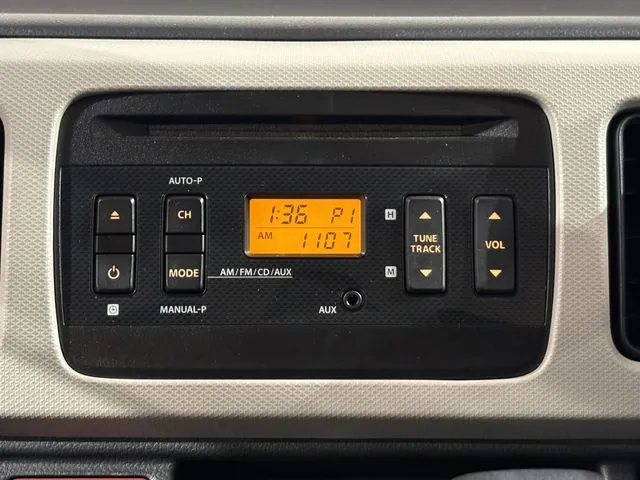 AUTO-P
CH
MODE
AM/FM/CD/AUX
MANUAL-P
1:36 P1
AM 1107
AUX
H
M
TUNE
TRACK
VOL